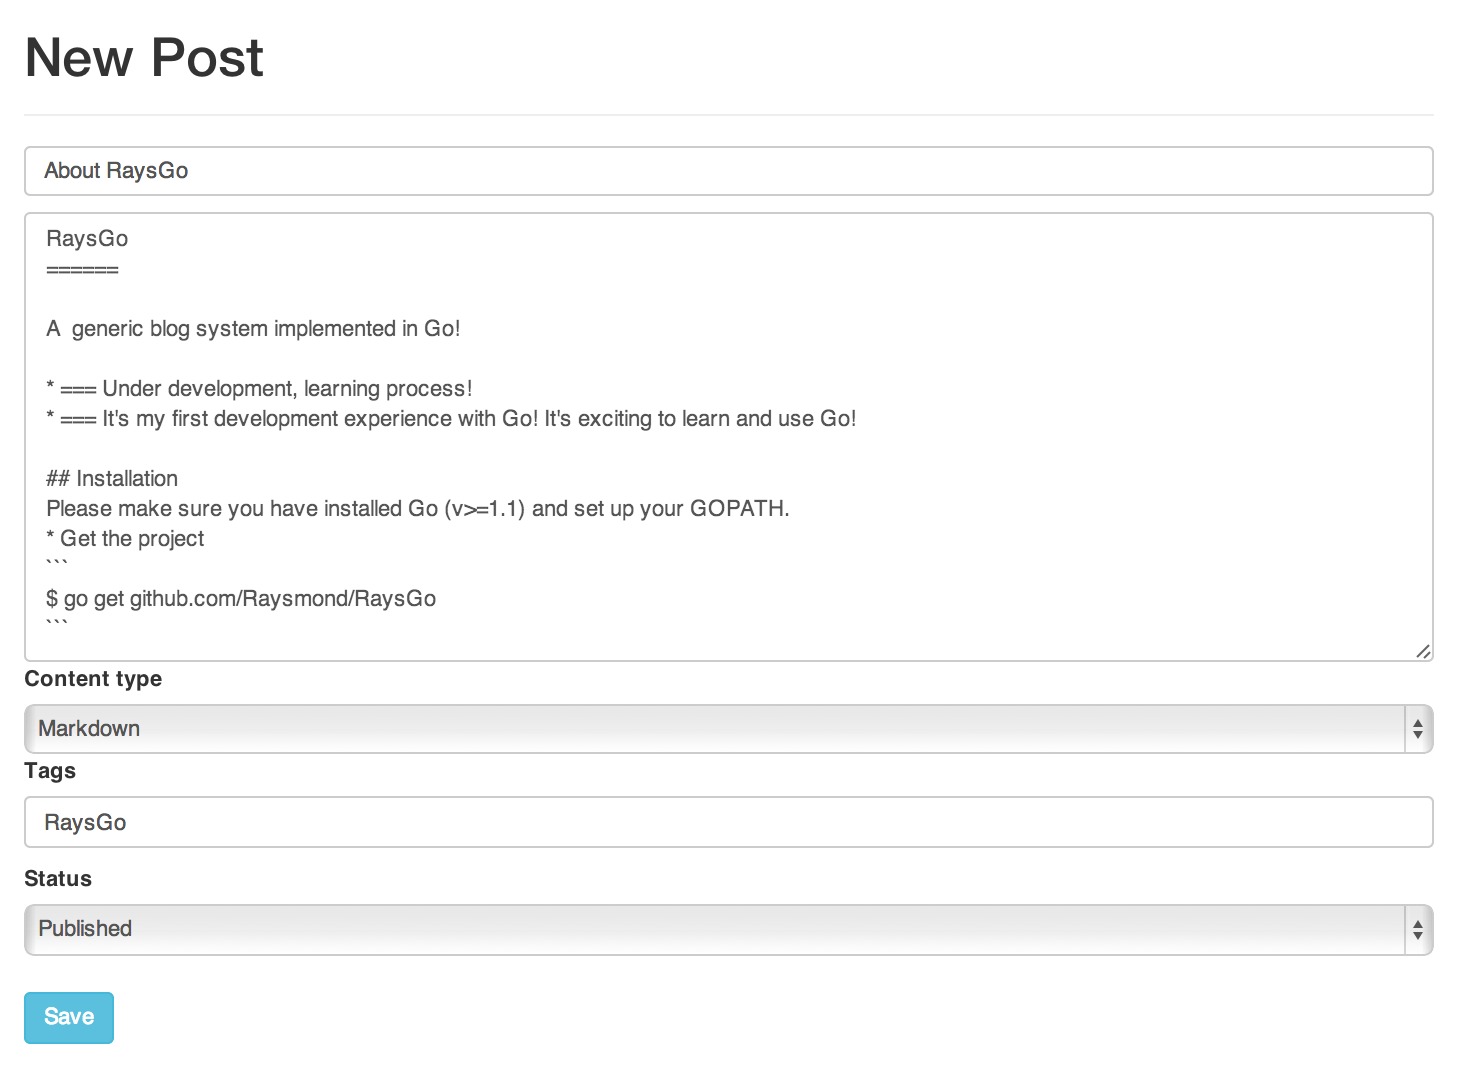 New Post
About RaysGo
RaysGo
======
A  generic blog system implemented in Go!
* === Under development, learning process!
* === It's my first development experience with Go! It's exciting to learn and use Go!
## Installation
Please make sure you have installed Go (v>=1.1) and set up your GOPATH.
* Get the project
```
$ go get github.com/Raysmond/RaysGo
```
Content type
Markdown
Tags
RaysGo
Status
Published
Save